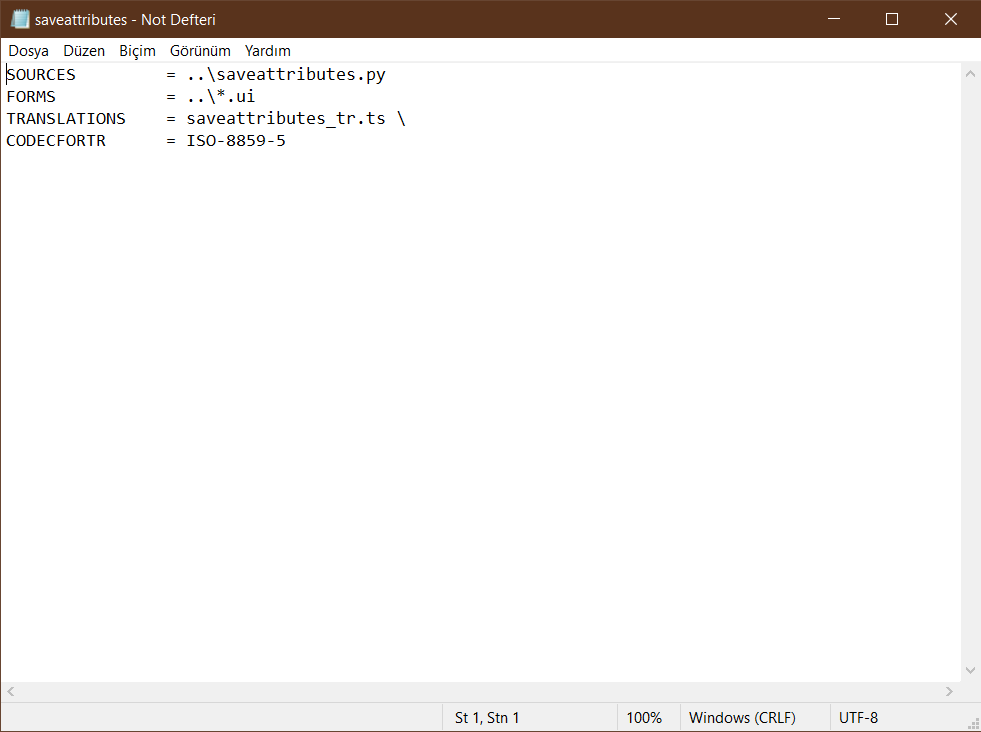 saveattributes - Not Defteri
Dosya Düzen Biçim Görünüm Yardım
SOURCES = ..\saveattributes.py
FORMS = ..\*.ui
TRANSLATIONS = saveattributes_tr.ts \
CODECFORTR = ISO-8859-5
St 1, Stn 1 100% Windows (CRLF) UTF-8